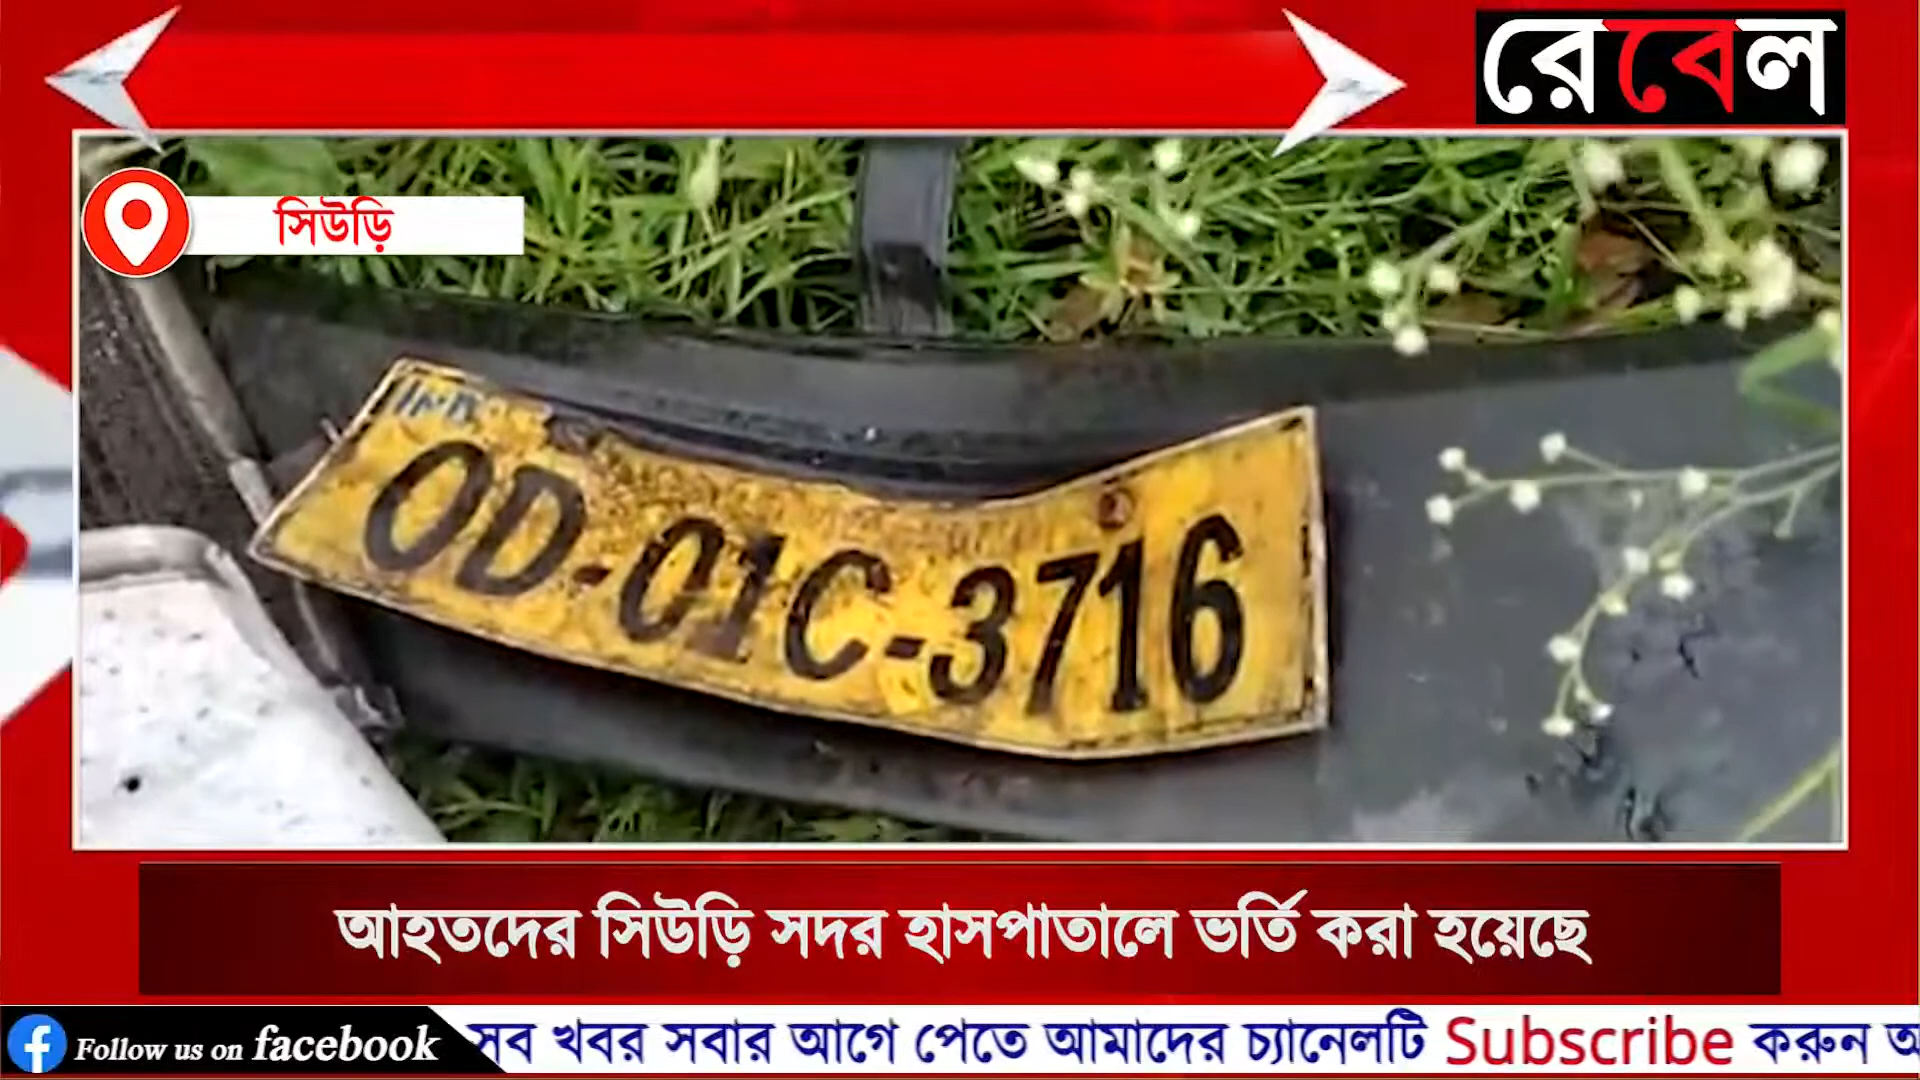 রেবেল
সিউড়ি
IND
OD-01C-3716
আহতদের সিউড়ি সদর হাসপাতালে ভর্তি করা হয়েছে
Follow us on facebook
সব খবর সবার আগে পেতে আমাদের চ্যানেলটি Subscribe করুন